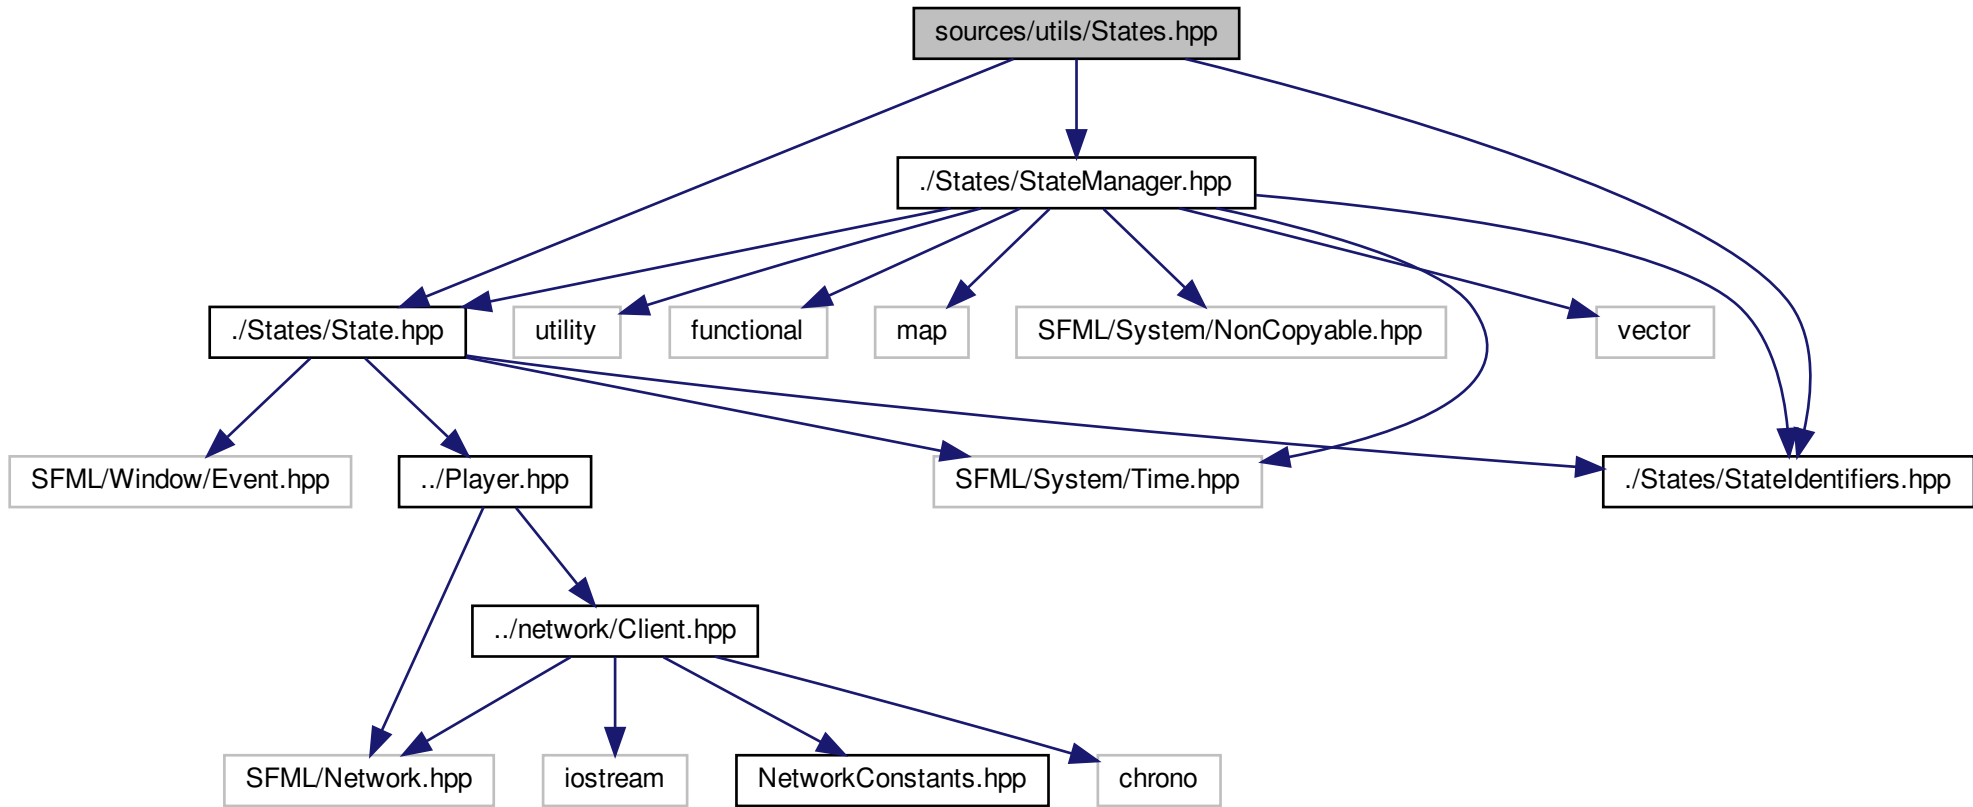 sources/utils/States.hpp
./States/StateManager.hpp
./States/State.hpp
utility
functional
map
SFML/System/NonCopyable.hpp
vector
SFML/Window/Event.hpp
../Player.hpp
SFML/System/Time.hpp
./States/StateIdentifiers.hpp
../network/Client.hpp
SFML/Network.hpp
iostream
NetworkConstants.hpp
chrono